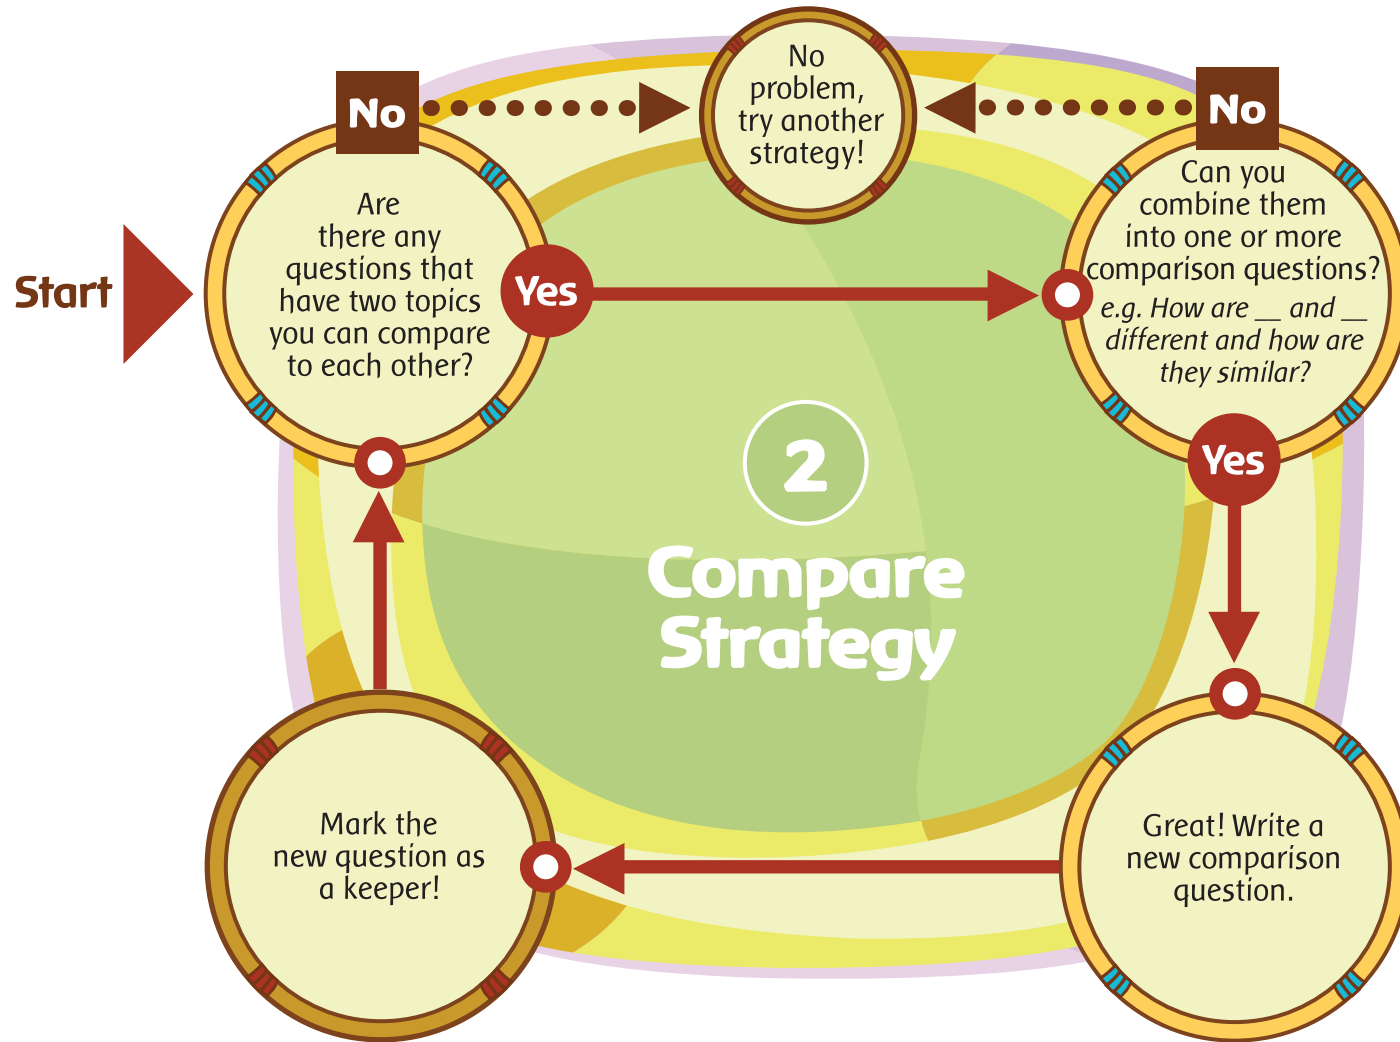 Start
No
Are
there any
questions that
have two topics
you can compare
to each other?
Yes
No
problem,
try another
strategy!
No
Can you
combine them
into one or more
comparison questions?
e.g. How are __ and __
different and how are
they similar?
Yes
Great! Write a
new comparison
question.
Mark the
new question as
a keeper!
2
Compare
Strategy